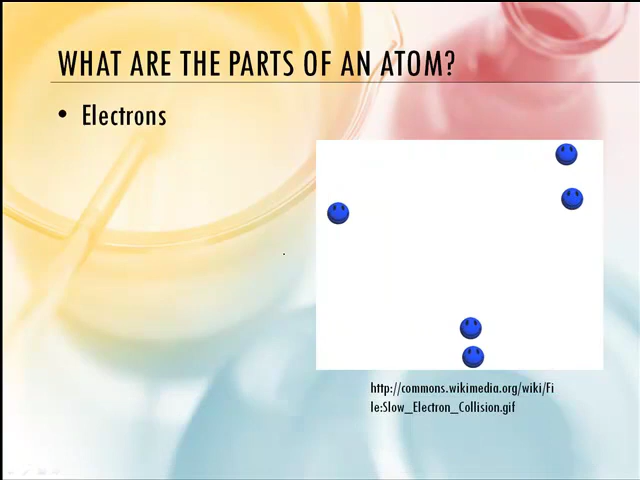 WHAT ARE THE PARTS OF AN ATOM?
• Electrons
http://commons.wikimedia.org/wiki/Fi
le:Slow_Electron_Collision.gif